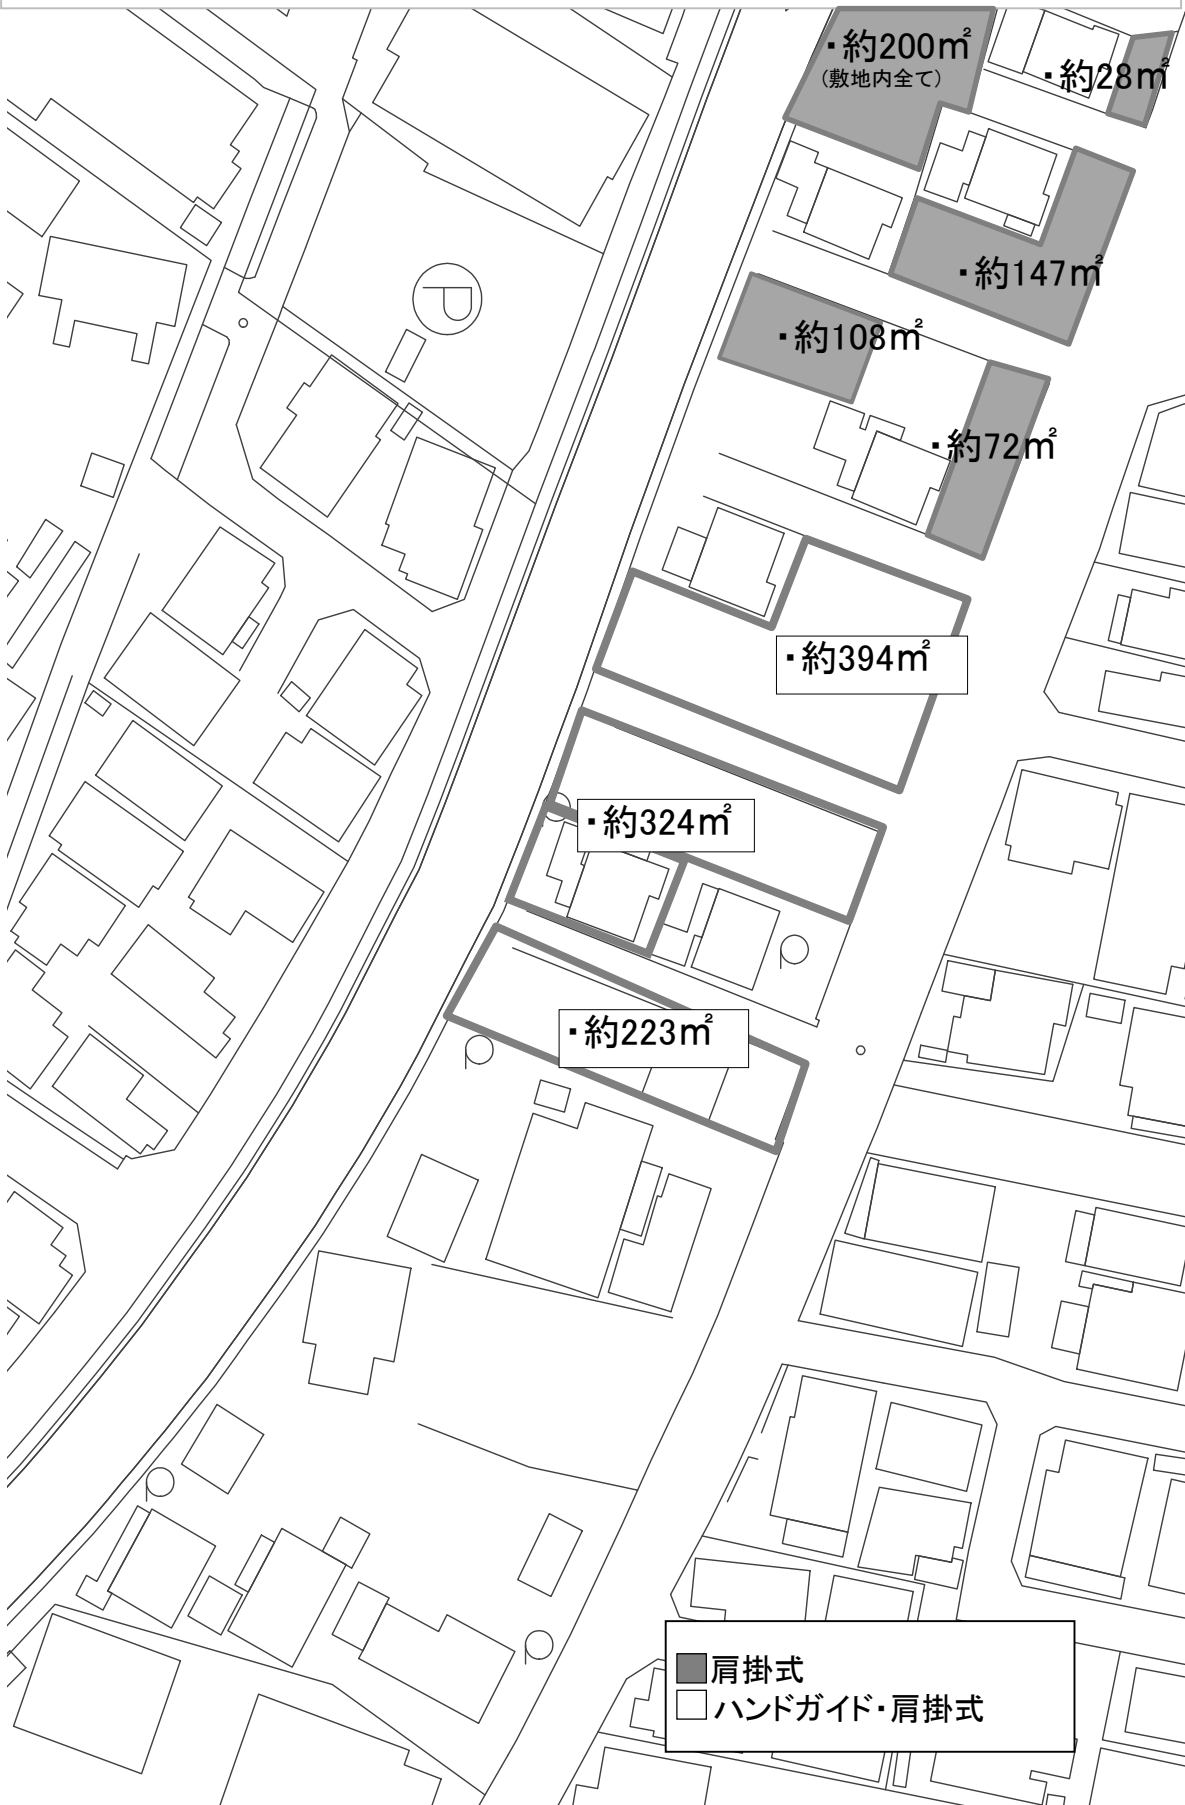 ・約200㎡
(敷地内全て)
・約28㎡
・約147㎡
・約108㎡
・約72㎡
P
・約394㎡
・約324㎡
・約223㎡
肩掛式
ハンドガイド・肩掛式